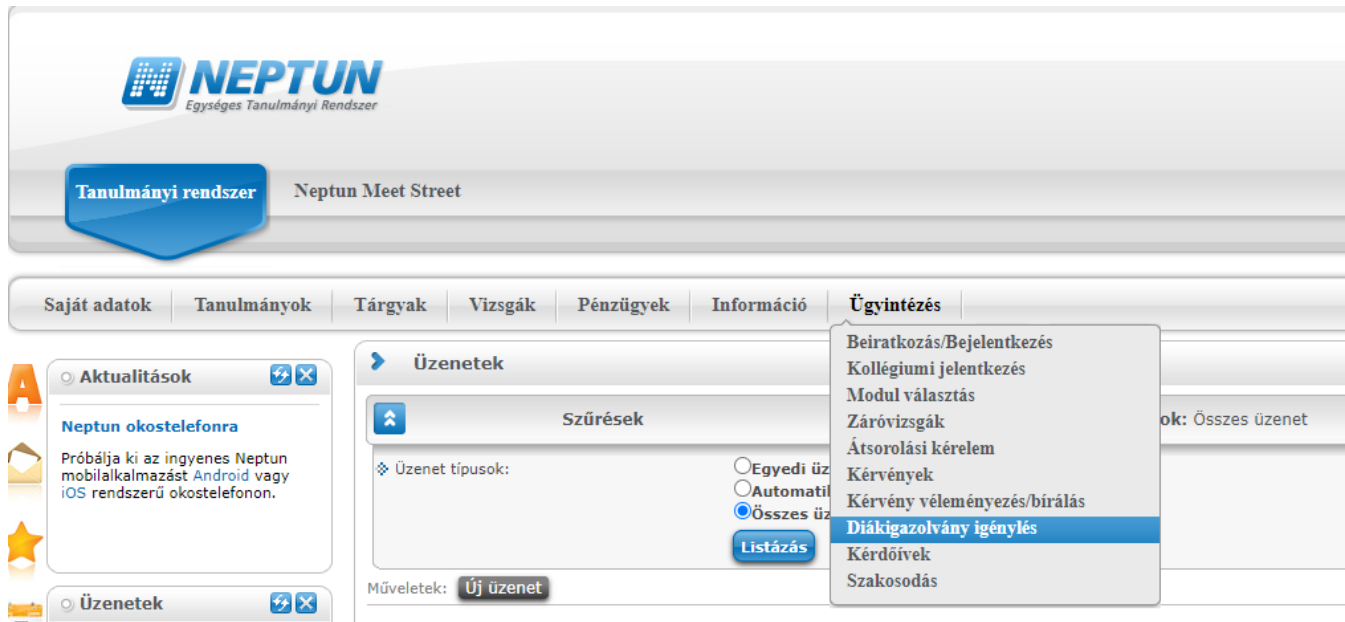 NEPTUN
Egységes Tanulmányi Rendszer
Tanulmányi rendszer
Neptun Meet Street
Saját adatok
Tanulmányok
Tárgyak
Vizsgák
Pénzügyek
Információ
Ügyintézés
Beiratkozás/Bejelentkezés
Kollégiumi jelentkezés
Modul választás
Záróvizsgák
Átsorolási kérelem
Kérvények
Kérvény véleményezés/bírálás
Diákigazolvány igénylés
Kérdőívek
Szakosodás
Aktualitások
Neptun okostelefonra
Próbálja ki az ingyenes Neptun
mobilalkalmazást Android vagy
iOS rendszerű okostelefonon.
Üzenetek
Üzenetek
Szűrések
ok: Összes üzenet
Üzenet típusok:
Egyedi üz
Automatil
Összes üz
Listázás
Műveletek: Új üzenet